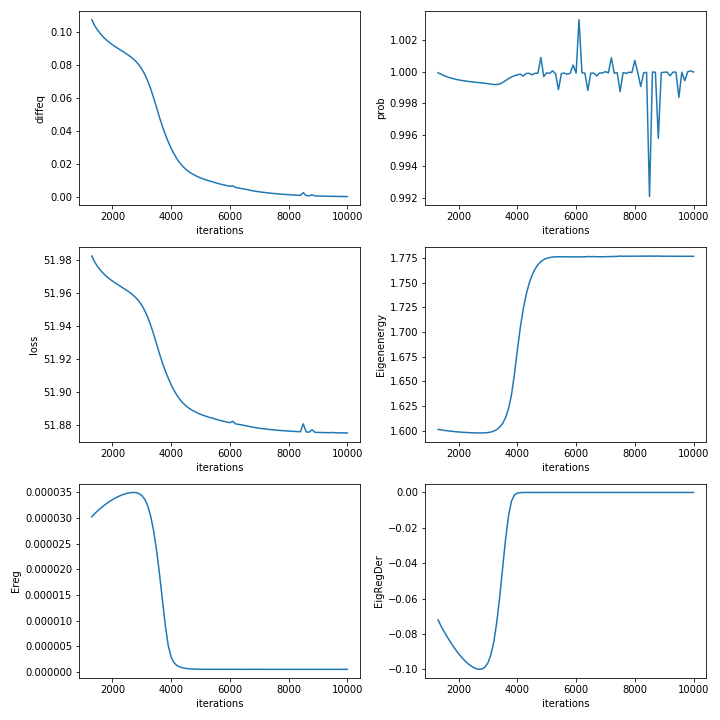 0.10
0.08
0.06
0.04
0.02
0.00
diffeq
2000 4000 6000 8000 10000
iterations
1.002
1.000
0.998
0.996
0.994
0.992
prob
2000 4000 6000 8000 10000
iterations
51.98
51.96
51.94
51.92
51.90
51.88
loss
2000 4000 6000 8000 10000
iterations
1.775
1.750
1.725
1.700
1.675
1.650
1.625
1.600
Eigenenergy
2000 4000 6000 8000 10000
iterations
0.000035
0.000030
0.000025
0.000020
0.000015
0.000010
0.000005
0.000000
Ereg
2000 4000 6000 8000 10000
iterations
0.00
−0.02
−0.04
−0.06
−0.08
−0.10
EigRegDer
2000 4000 6000 8000 10000
iterations